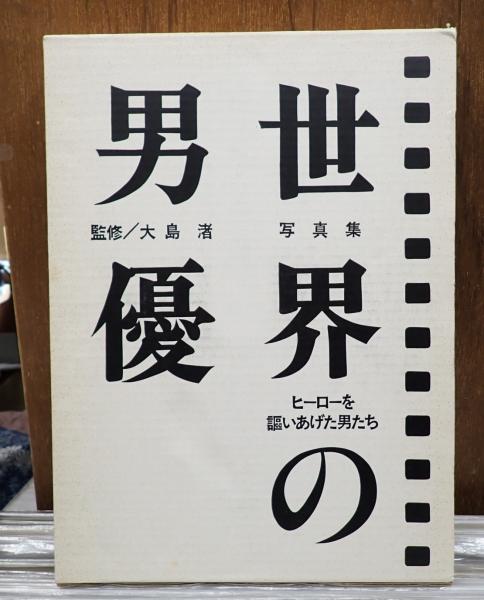 世界の
男優
写真集
監修／大島渚
ヒーローを
謳いあげた男たち